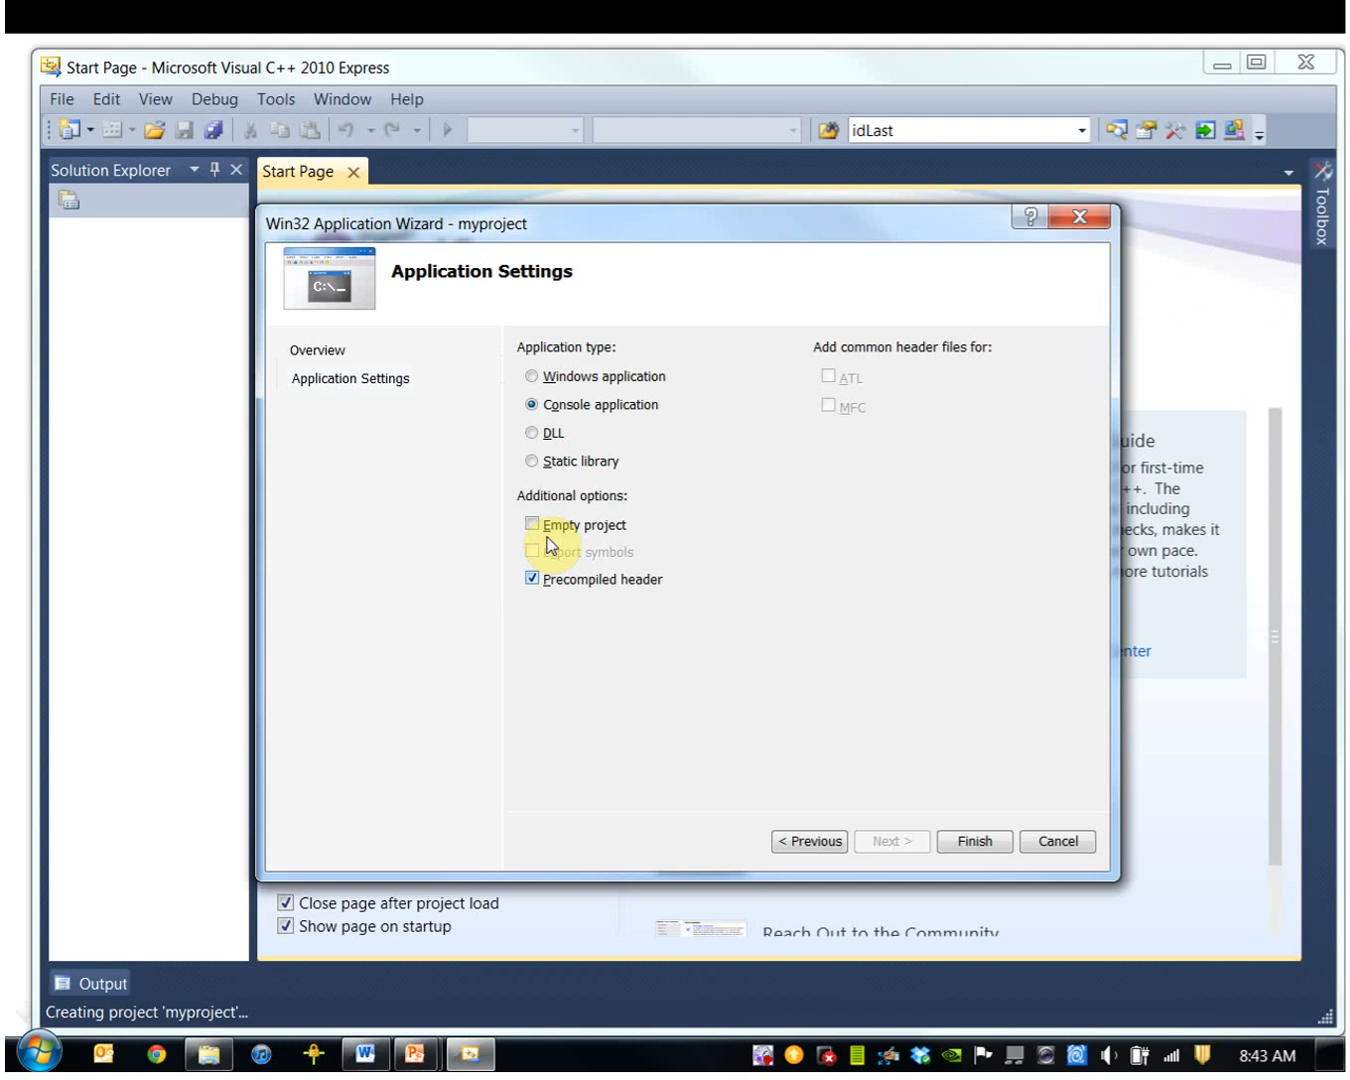 Start Page - Microsoft Visual C++ 2010 Express
File Edit View Debug Tools Window Help
idLast
Solution Explorer
Start Page
Toolbox
Win32 Application Wizard - myproject
C:\_
Application Settings
Overview
Application Settings
Application type:
Windows application
Console application
DLL
Static library
Additional options:
Empty project
symbols
Precompiled header
Add common header files for:
ATL
MFC
uide
or first-time
++. The
including
hecks, makes it
own pace.
more tutorials
enter
< Previous Next > Finish Cancel
Close page after project load
Show page on startup
Reach Out to the Community
Output
Creating project 'myproject'...
8:43 AM